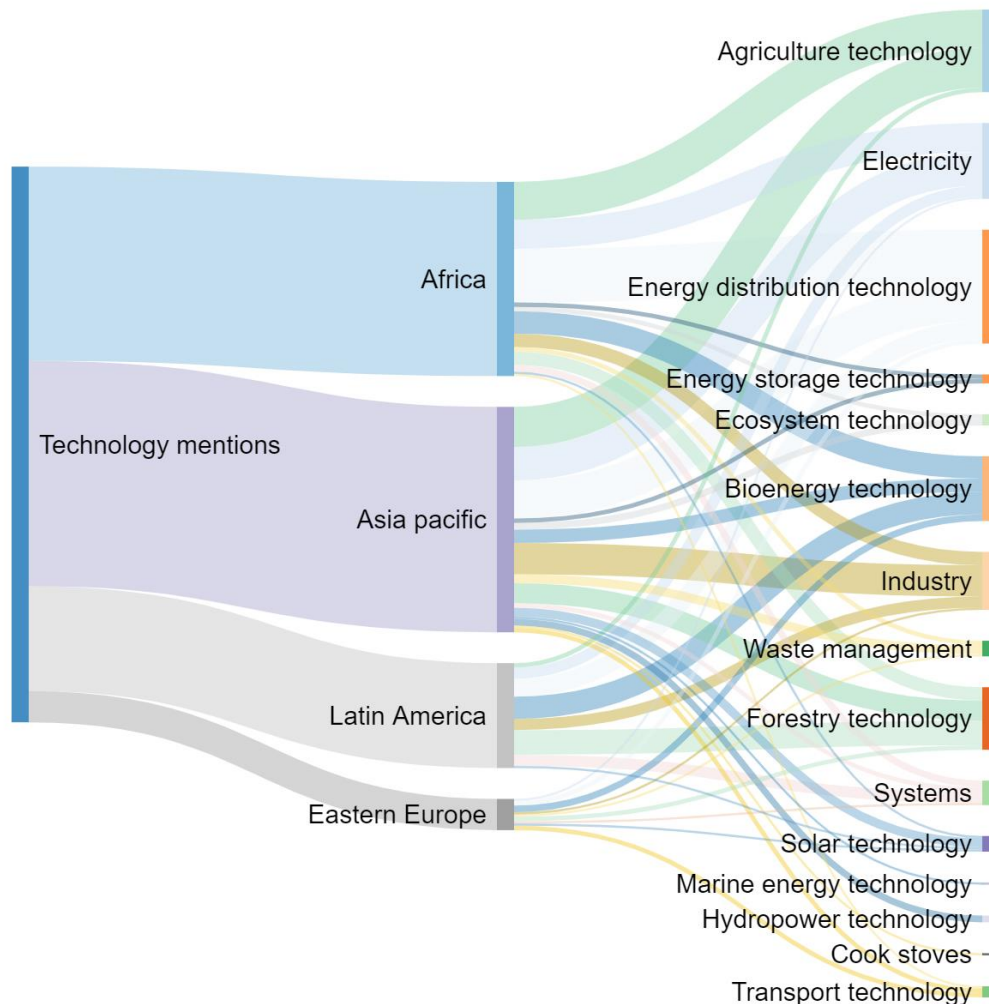 Technology mentions
Africa
Asia pacific
Latin America
Eastern Europe
Agriculture technology
Electricity
Energy distribution technology
Energy storage technology
Ecosystem technology
Bioenergy technology
Industry
Waste management
Forestry technology
Systems
Solar technology
Marine energy technology
Hydropower technology
Cook stoves
Transport technology